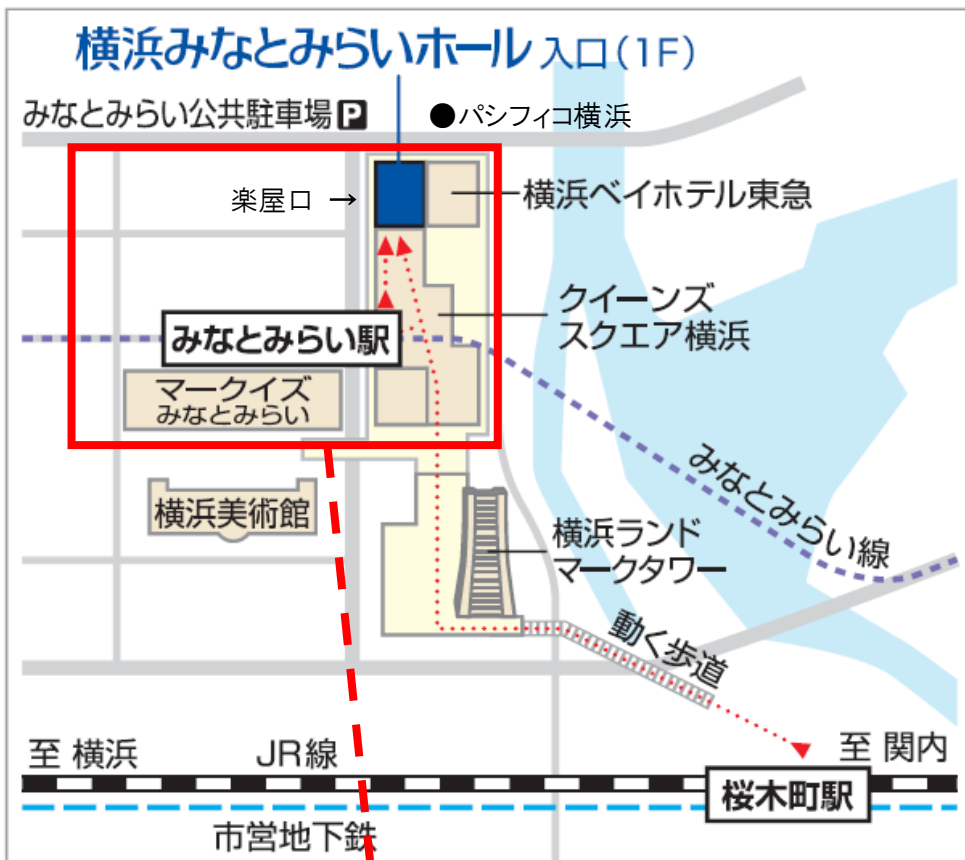 横浜みなとみらいホール 入口(1F)
みなとみらい公共駐車場 P
●パシフィコ横浜
楽屋口 →
横浜ベイホテル東急
クイーンズ
スクエア横浜
みなとみらい駅
マークイズ
みなとみらい
みなとみらい線
横浜美術館
横浜ランド
マークタワー
動く歩道
至 横浜
JR線
至 関内
桜木町駅
市営地下鉄